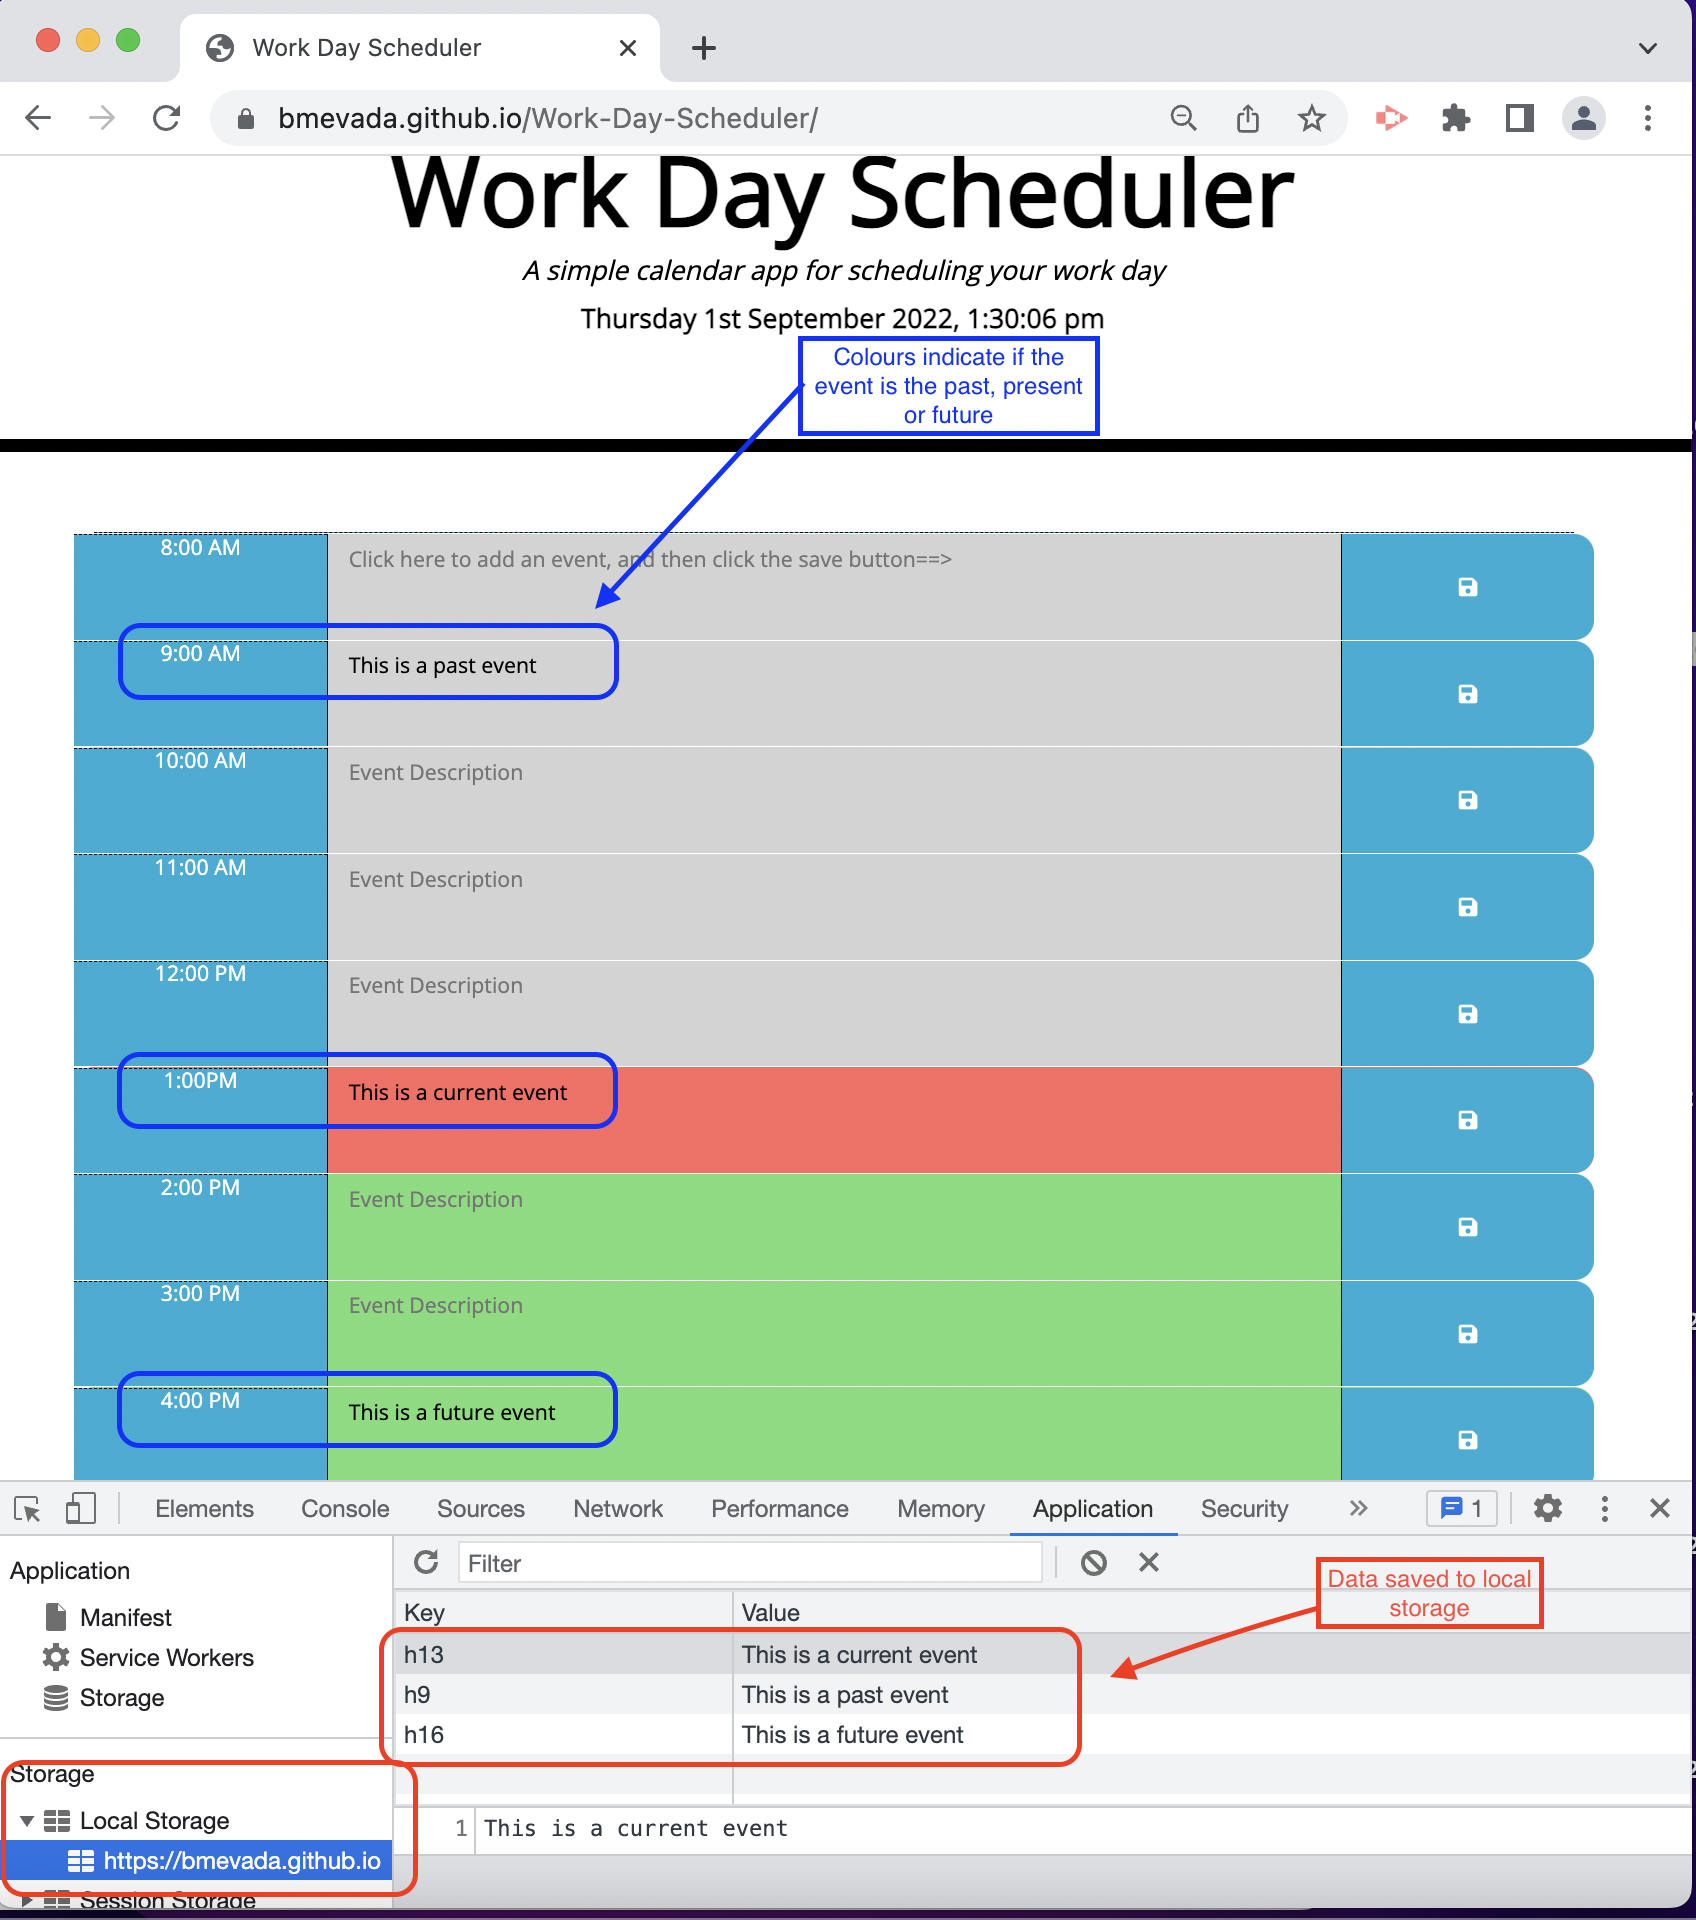 Work Day Scheduler
bmevada.github.io/Work-Day-Scheduler/
Work Day Scheduler
A simple calendar app for scheduling your work day
Thursday 1st September 2022, 1:30:06 pm
Colours indicate if the
event is the past, present
or future
8:00 AM
Click here to add an event, and then click the save button==>
9:00 AM
This is a past event
10:00 AM
Event Description
11:00 AM
Event Description
12:00 PM
Event Description
1:00PM
This is a current event
2:00 PM
Event Description
3:00 PM
Event Description
4:00 PM
This is a future event
Elements Console Sources Network Performance Memory Application Security » 1
Application
Manifest
Service Workers
Storage
Storage
Local Storage
https://bmevada.github.io
Session Storage
Filter
Data saved to local
storage
Key Value
h13 This is a current event
h9 This is a past event
h16 This is a future event
1 This is a current event